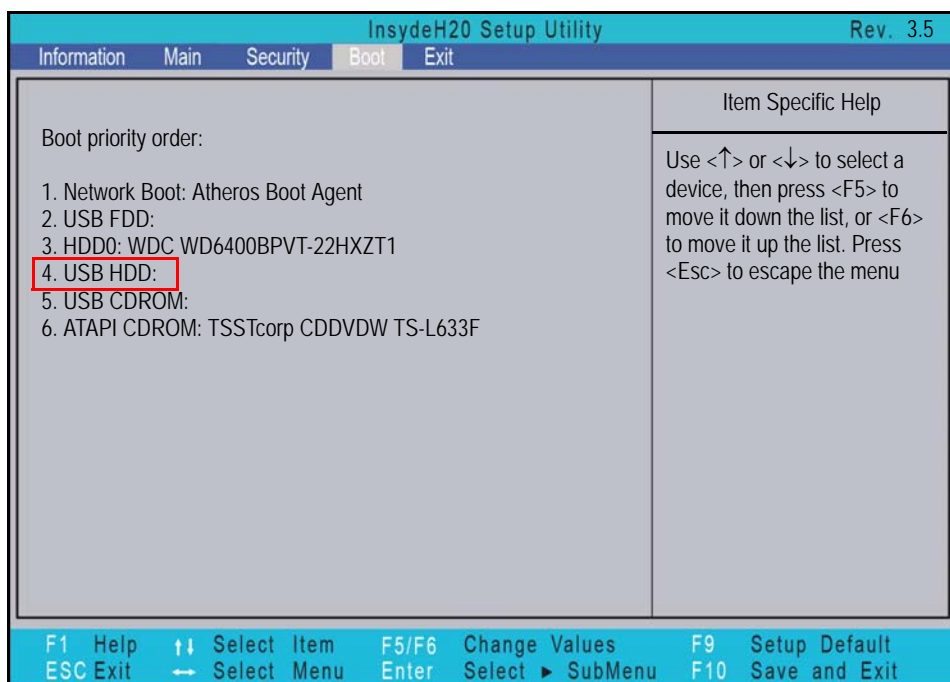 InsydeH20 Setup Utility Rev. 3.5
Information Main Security Boot Exit
Boot priority order:
1. Network Boot: Atheros Boot Agent
2. USB FDD:
3. HDD0: WDC WD6400BPVT-22HXZT1
4. USB HDD:
5. USB CDROM:
6. ATAPI CDROM: TSSTcorp CDDVDW TS-L633F
Item Specific Help
Use <↑> or <↓> to select a
device, then press <F5> to
move it down the list, or <F6>
to move it up the list. Press
<Esc> to escape the menu
F1 Help ↑↓ Select Item F5/F6 Change Values F9 Setup Default
ESC Exit ↔ Select Menu Enter Select ► SubMenu F10 Save and Exit